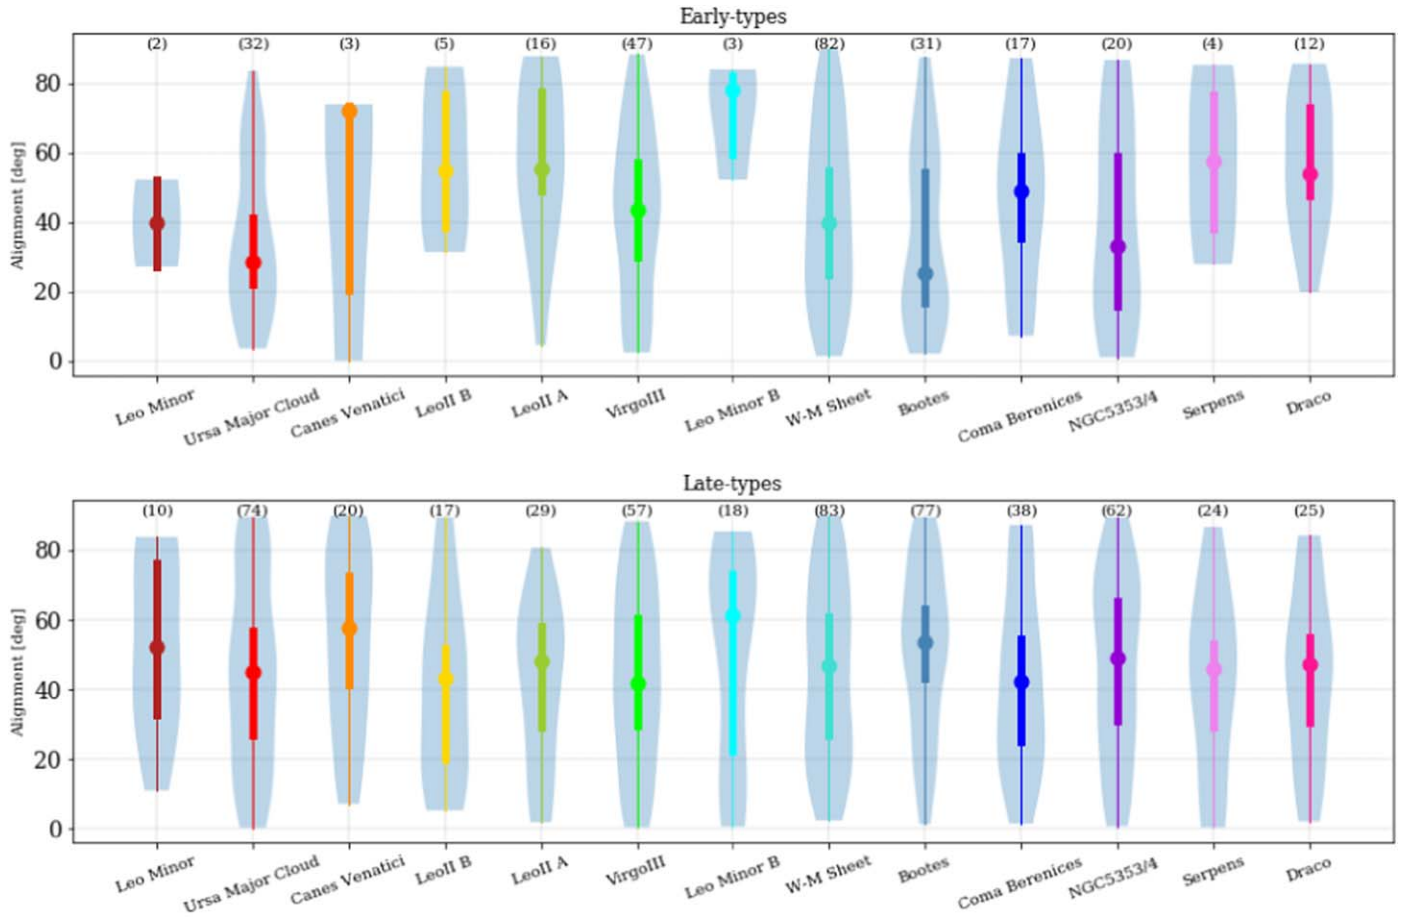 Early-types
(2) (32) (3) (5) (16) (47) (3) (82) (31) (17) (20) (4) (12)
80
60
40
20
0
Alignment [deg]
Leo Minor Ursa Major Cloud Canes Venatici LeoII B LeoII A VirgoIII Leo Minor B W-M Sheet Bootes Coma Berenices NGC5353/4 Serpens Draco
Late-types
(10) (74) (20) (17) (29) (57) (18) (83) (77) (38) (62) (24) (25)
80
60
40
20
0
Alignment [deg]
Leo Minor Ursa Major Cloud Canes Venatici LeoII B LeoII A VirgoIII Leo Minor B W-M Sheet Bootes Coma Berenices NGC5353/4 Serpens Draco